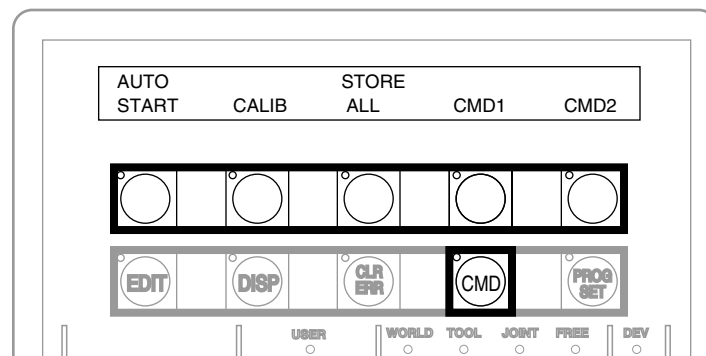 AUTO STORE
START CALIB ALL CMD1 CMD2
EDIT DISP CLR ERR CMD PROG SET
USER WORLD TOOL JOINT FREE DEV